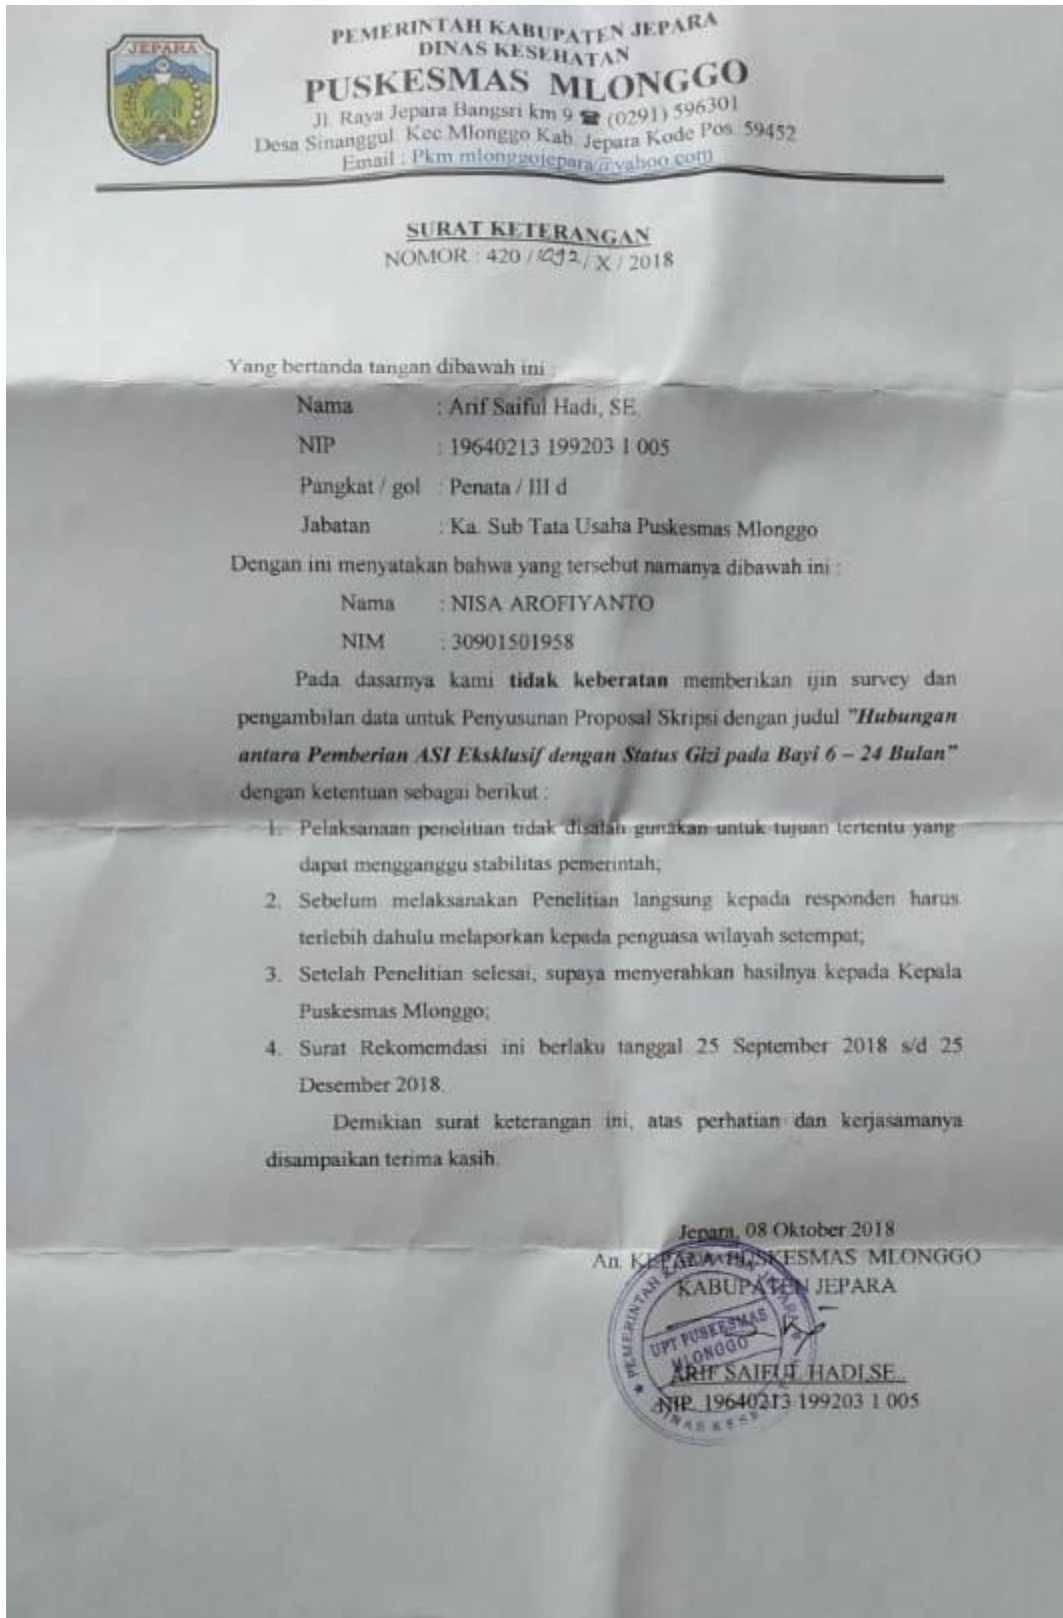 JEPARA
PEMERINTAH KABUPATEN JEPARA
DINAS KESEHATAN
PUSKESMAS MLONGGO
Jl. Raya Jepara Bangsri km 9 ☎ (0291) 596301
Desa Sinanggul Kec.Mlonggo Kab. Jepara Kode Pos. 59452
Email : Pkm.mlonggojepara@yahoo.com
SURAT KETERANGAN
NOMOR : 420 / 1092 / X / 2018
Yang bertanda tangan dibawah ini :
Nama : Arif Saiful Hadi, SE.
NIP : 19640213 199203 1 005
Pangkat / gol : Penata / III d
Jabatan : Ka. Sub Tata Usaha Puskesmas Mlonggo
Dengan ini menyatakan bahwa yang tersebut namanya dibawah ini :
Nama : NISA AROFIYANTO
NIM : 30901501958
Pada dasarnya kami tidak keberatan memberikan ijin survey dan
pengambilan data untuk Penyusunan Proposal Skripsi dengan judul "Hubungan
antara Pemberian ASI Eksklusif dengan Status Gizi pada Bayi 6 – 24 Bulan"
dengan ketentuan sebagai berikut :
1. Pelaksanaan penelitian tidak disalah gunakan untuk tujuan tertentu yang
dapat mengganggu stabilitas pemerintah;
2. Sebelum melaksanakan Penelitian langsung kepada responden harus
terlebih dahulu melaporkan kepada penguasa wilayah setempat;
3. Setelah Penelitian selesai, supaya menyerahkan hasilnya kepada Kepala
Puskesmas Mlonggo;
4. Surat Rekomemdasi ini berlaku tanggal 25 September 2018 s/d 25
Desember 2018.
Demikian surat keterangan ini, atas perhatian dan kerjasamanya
disampaikan terima kasih.
Jepara, 08 Oktober 2018
An. KEPALA PUSKESMAS MLONGGO
KABUPATEN JEPARA
PEMERINTAH KABUPATEN JEPARA
UPT PUSKESMAS
MLONGGO
DINAS KESEHATAN
ARIF SAIFUL HADI,SE
NIP. 19640213 199203 1 005